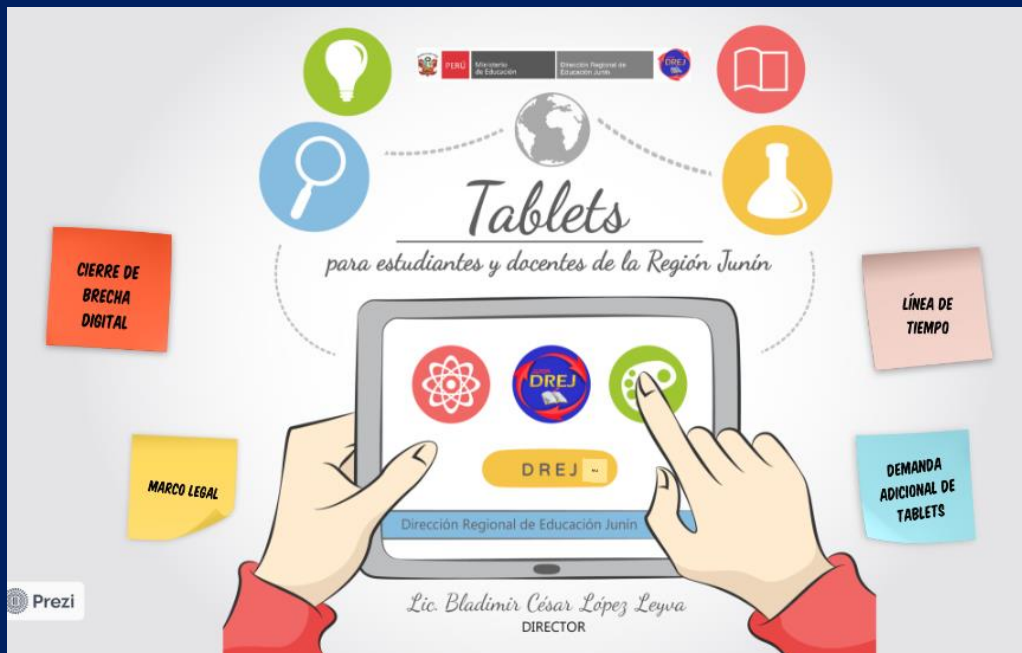 PERÚ
Ministerio
de Educación
Dirección Regional de
Educación Junín
DREJ
Tablets
para estudiantes y docentes de la Región Junín
CIERRE DE
BRECHA
DIGITAL
LÍNEA DE
TIEMPO
MARCO LEGAL
DEMANDA
ADICIONAL DE
TABLETS
DREJ
DREJ
Dirección Regional de Educación Junín
Lic. Bladimir César López Leyva
DIRECTOR
Prezi